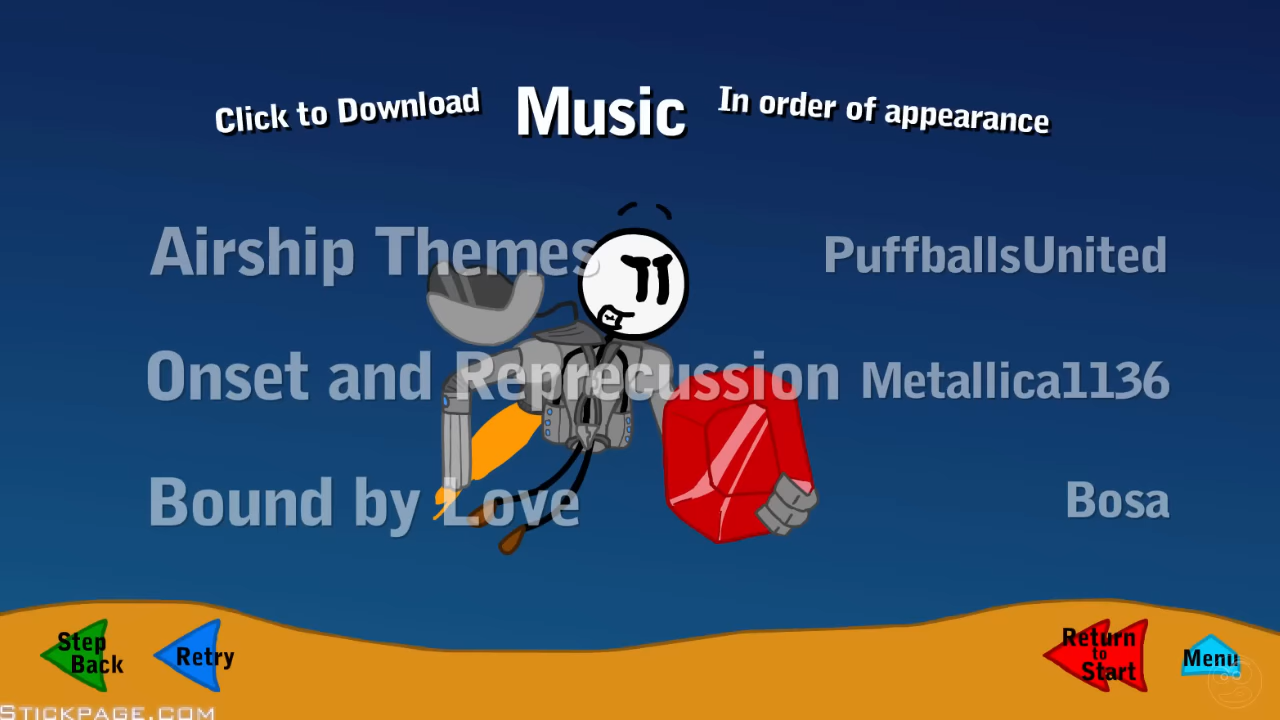 Click to Download Music In order of appearance
Airship Themes PuffballsUnited
Onset and Reprecussion Metallica1136
Bound by Love Bosa
Step Back
Retry
Return to Start
Menu
STICKPAGE.COM